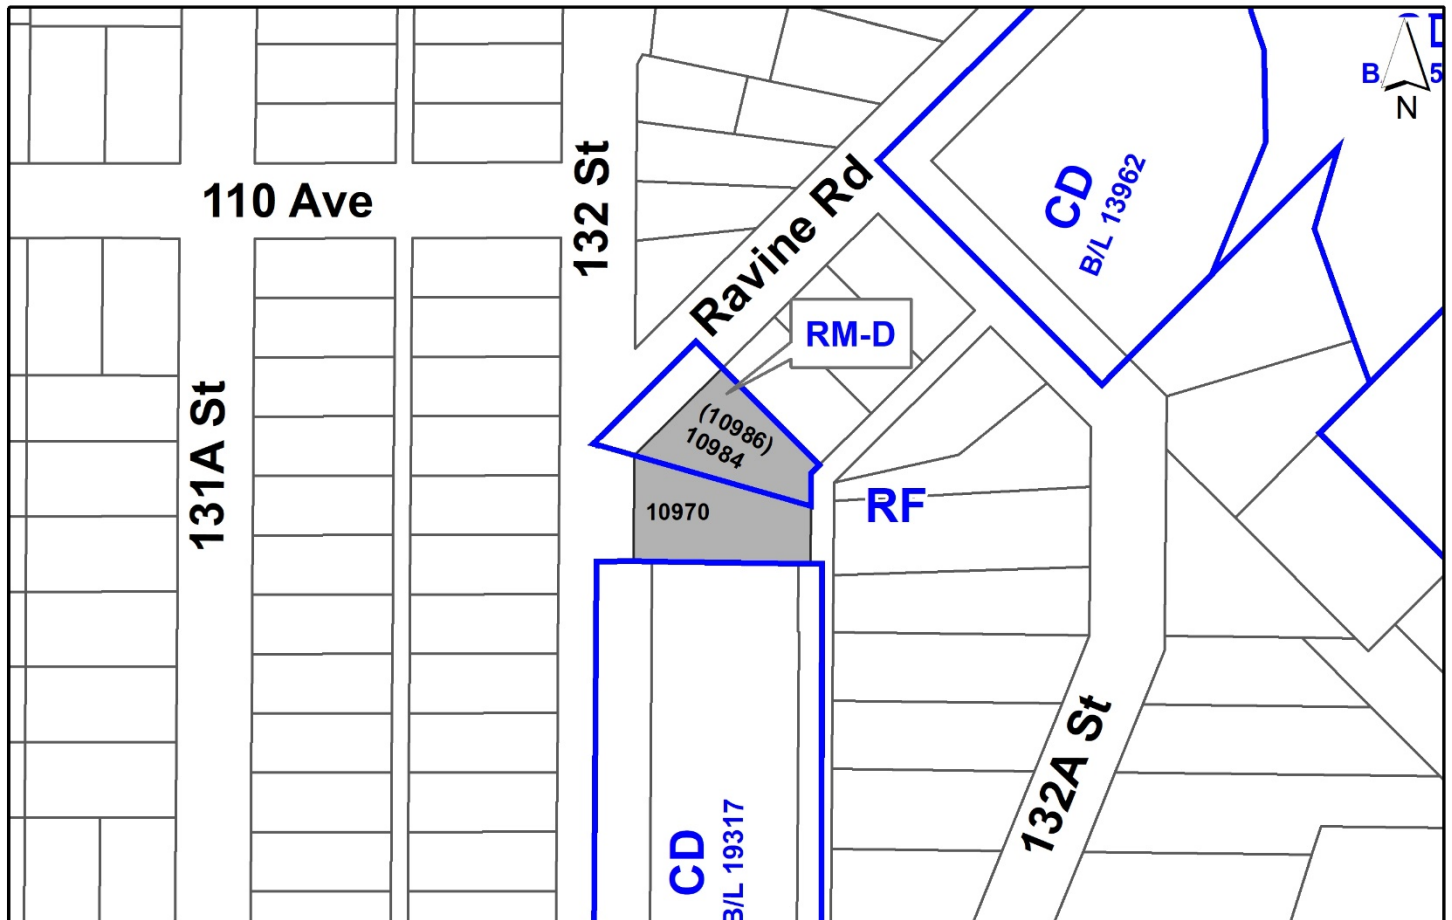 B
5
N
132 St
110 Ave
Ravine Rd
CD
B/L 13962
RM-D
131A St
(10986)
10984
10970
RF
132A St
CD
B/L 19317